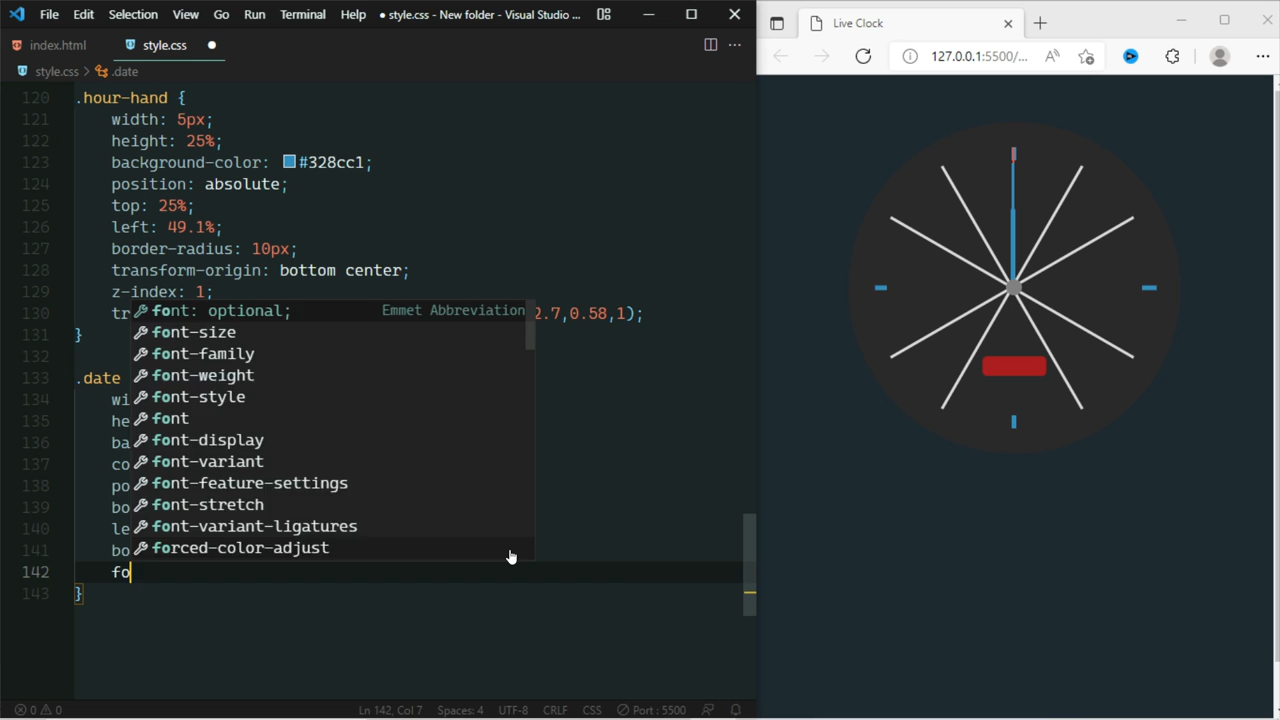 File Edit Selection View Go Run Terminal Help ● style.css - New folder - Visual Studio ...
index.html style.css ●
style.css > .date
120 .hour-hand {
121 width: 5px;
122 height: 25%;
123 background-color: #328cc1;
124 position: absolute;
125 top: 25%;
126 left: 49.1%;
127 border-radius: 10px;
128 transform-origin: bottom center;
129 z-index: 1;
130 tr 2.7,0.58,1);
131 }
132
133 .date
134 wi
135 he
136 ba
137 co
138 po
139 bo
140 le
141 bo
142 fo
143 }
font: optional; Emmet Abbreviation
font-size
font-family
font-weight
font-style
font
font-display
font-variant
font-feature-settings
font-stretch
font-variant-ligatures
forced-color-adjust
0 0 Ln 142, Col 7 Spaces: 4 UTF-8 CRLF CSS Port : 5500
Live Clock
127.0.0.1:5500/...